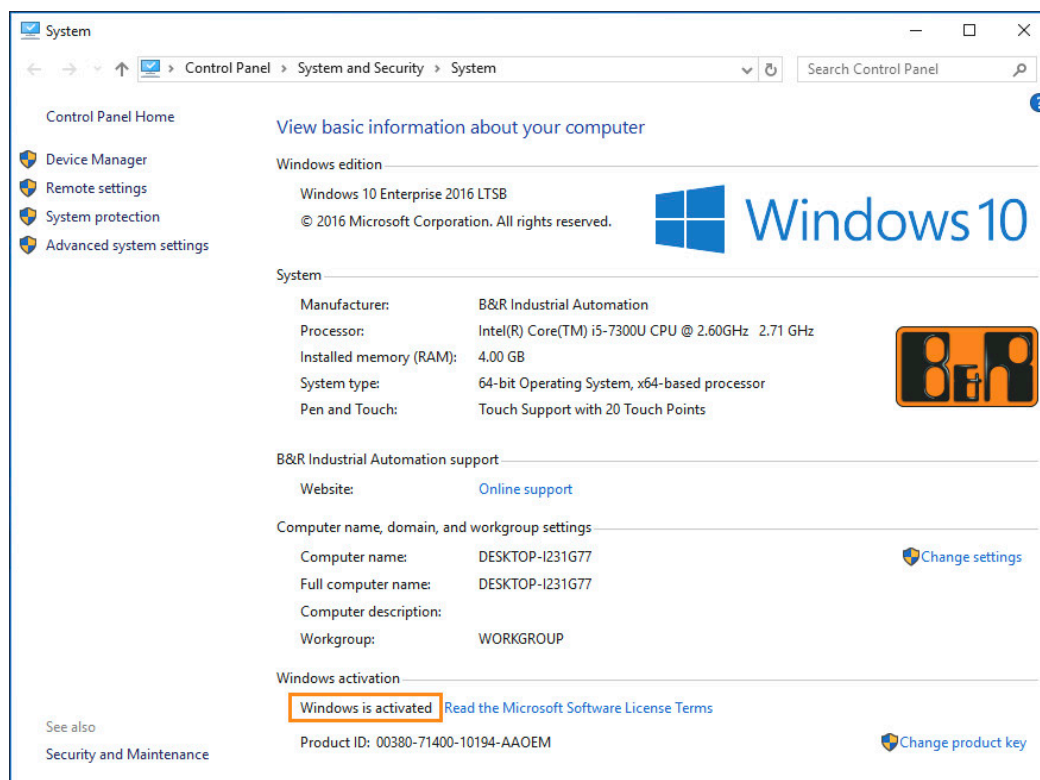 System
Control Panel > System and Security > System
Search Control Panel
Control Panel Home
Device Manager
Remote settings
System protection
Advanced system settings
See also
Security and Maintenance
?
View basic information about your computer
Windows edition
Windows 10 Enterprise 2016 LTSB
© 2016 Microsoft Corporation. All rights reserved.
Windows 10
System
Manufacturer: B&R Industrial Automation
Processor: Intel(R) Core(TM) i5-7300U CPU @ 2.60GHz 2.71 GHz
Installed memory (RAM): 4.00 GB
System type: 64-bit Operating System, x64-based processor
Pen and Touch: Touch Support with 20 Touch Points
B&R
B&R Industrial Automation support
Website: Online support
Computer name, domain, and workgroup settings
Computer name: DESKTOP-I231G77
Change settings
Full computer name: DESKTOP-I231G77
Computer description:
Workgroup: WORKGROUP
Windows activation
Windows is activated Read the Microsoft Software License Terms
Product ID: 00380-71400-10194-AAOEM
Change product key